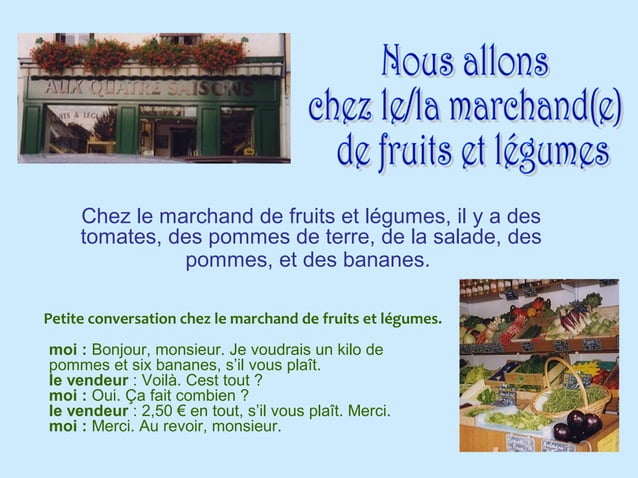 AUX QUATRE SAISONS
Nous allons
chez le/la marchand(e)
de fruits et légumes
Chez le marchand de fruits et légumes, il y a des
tomates, des pommes de terre, de la salade, des
pommes, et des bananes.
Petite conversation chez le marchand de fruits et légumes.
moi : Bonjour, monsieur. Je voudrais un kilo de
pommes et six bananes, s’il vous plaît.
le vendeur : Voilà. Cest tout ?
moi : Oui. Ça fait combien ?
le vendeur : 2,50 € en tout, s’il vous plaît. Merci.
moi : Merci. Au revoir, monsieur.